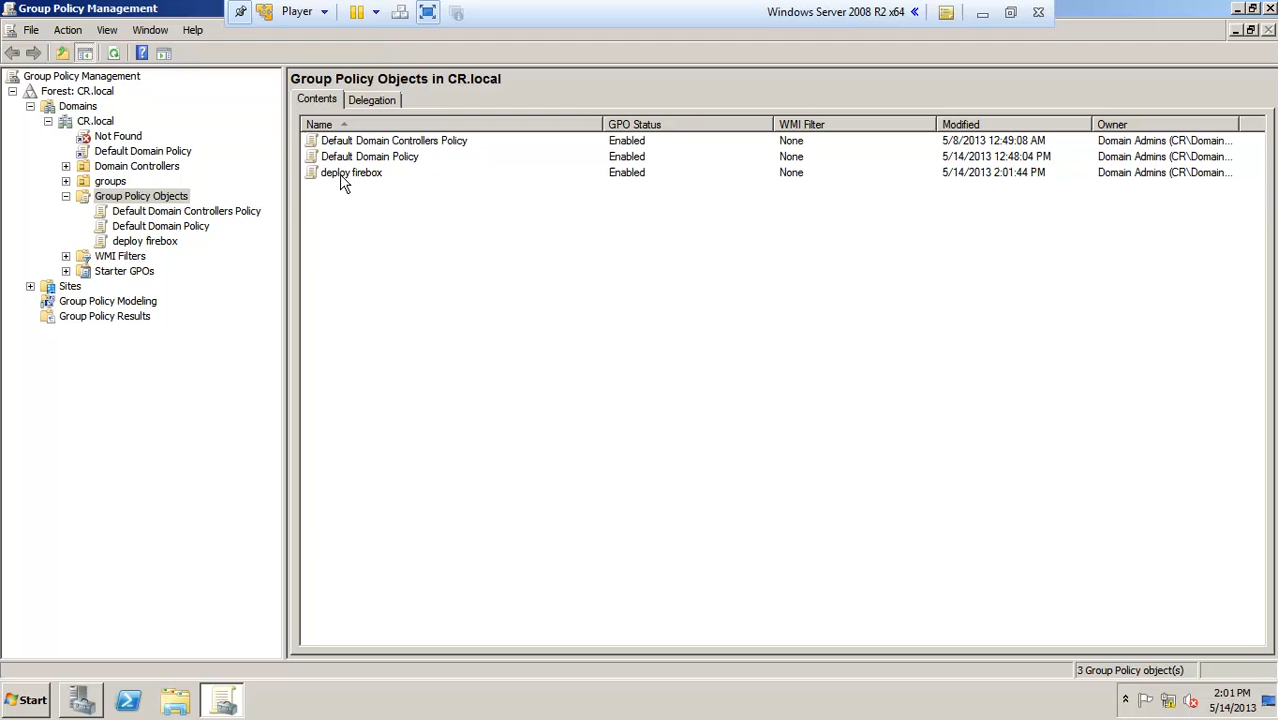 Group Policy Management
Player
Windows Server 2008 R2 x64
File Action View Window Help
Group Policy Management
Forest: CR.local
Domains
CR.local
Not Found
Default Domain Policy
Domain Controllers
groups
Group Policy Objects
Default Domain Controllers Policy
Default Domain Policy
deploy firebox
WMI Filters
Starter GPOs
Sites
Group Policy Modeling
Group Policy Results
Group Policy Objects in CR.local
Contents Delegation
Name GPO Status WMI Filter Modified Owner
Default Domain Controllers Policy Enabled None 5/8/2013 12:49:08 AM Domain Admins (CR\Domain...
Default Domain Policy Enabled None 5/14/2013 12:48:04 PM Domain Admins (CR\Domain...
deploy firebox Enabled None 5/14/2013 2:01:44 PM Domain Admins (CR\Domain...
3 Group Policy object(s)
Start
2:01 PM
5/14/2013